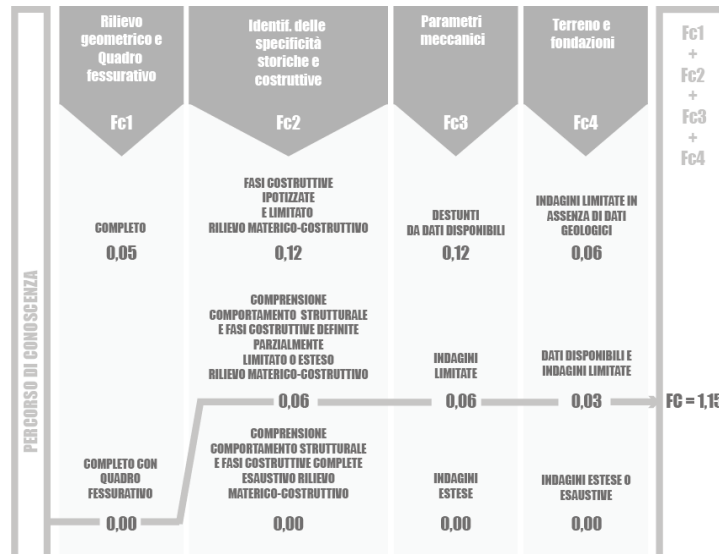 Rilievo
geometrico e
Quadro
fessurativo
Fc1
Identif. delle
specificità
storiche e
costruttive
Fc2
Parametri
meccanici
Fc3
Terreno e
fondazioni
Fc4
Fc1
+
Fc2
+
Fc3
+
Fc4
PERCORSO DI CONOSCENZA
COMPLETO
0,05
FASI COSTRUTTIVE
IPOTIZZATE
E LIMITATO
RILIEVO MATERICO-COSTRUTTIVO
0,12
DESTUNTI
DA DATI DISPONIBILI
0,12
INDAGINI LIMITATE IN
ASSENZA DI DATI
GEOLOGICI
0,06
COMPRENSIONE
COMPORTAMENTO STRUTTURALE
E FASI COSTRUTTIVE DEFINITE
PARZIALMENTE
LIMITATO O ESTESO
RILIEVO MATERICO-COSTRUTTIVO
0,06
INDAGINI
LIMITATE
0,06
DATI DISPONIBILI E
INDAGINI LIMITATE
0,03
FC = 1,15
COMPLETO CON
QUADRO
FESSURATIVO
0,00
COMPRENSIONE
COMPORTAMENTO STRUTTURALE
E FASI COSTRUTTIVE COMPLETE
ESAUSTIVO RILIEVO
MATERICO-COSTRUTTIVO
0,00
INDAGINI
ESTESE
0,00
INDAGINI ESTESE O
ESAUSTIVE
0,00